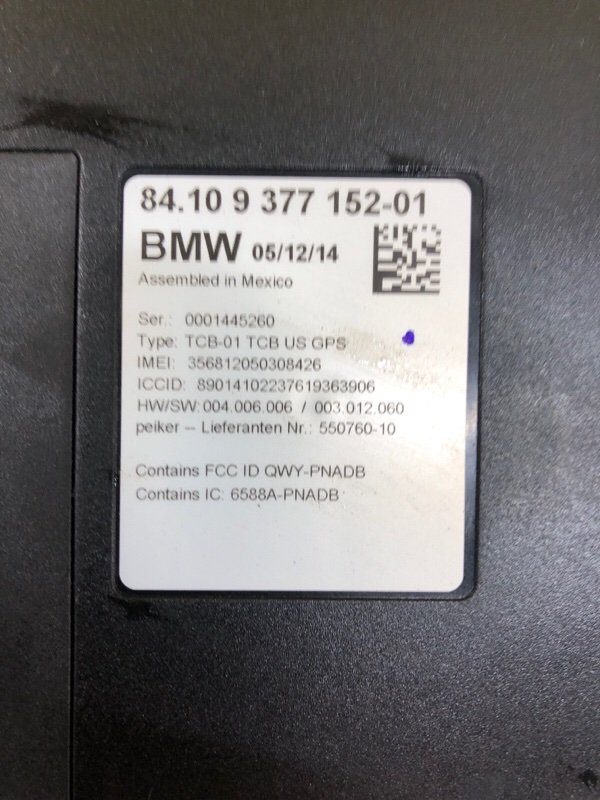 84.10 9 377 152-01
BMW 05/12/14
Assembled in Mexico
Ser.: 0001445260
Type: TCB-01 TCB US GPS
IMEI: 356812050308426
ICCID: 89014102237619363906
HW/SW: 004.006.006 / 003.012.060
peiker -- Lieferanten Nr.: 550760-10
Contains FCC ID QWY-PNADB
Contains IC: 6588A-PNADB